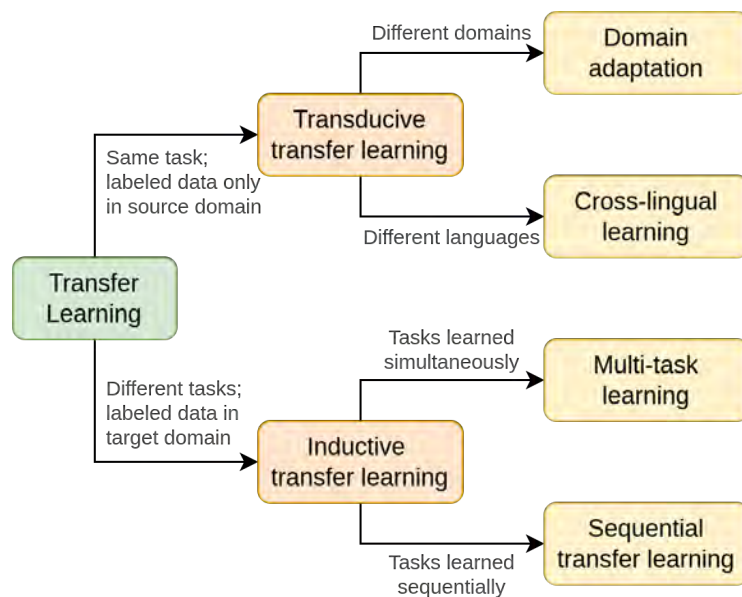 Different domains
Domain
adaptation
Transducive
transfer learning
Same task;
labeled data only
in source domain
Cross-lingual
learning
Different languages
Transfer
Learning
Tasks learned
simultaneously
Multi-task
learning
Different tasks;
labeled data in
target domain
Inductive
transfer learning
Sequential
transfer learning
Tasks learned
sequentially